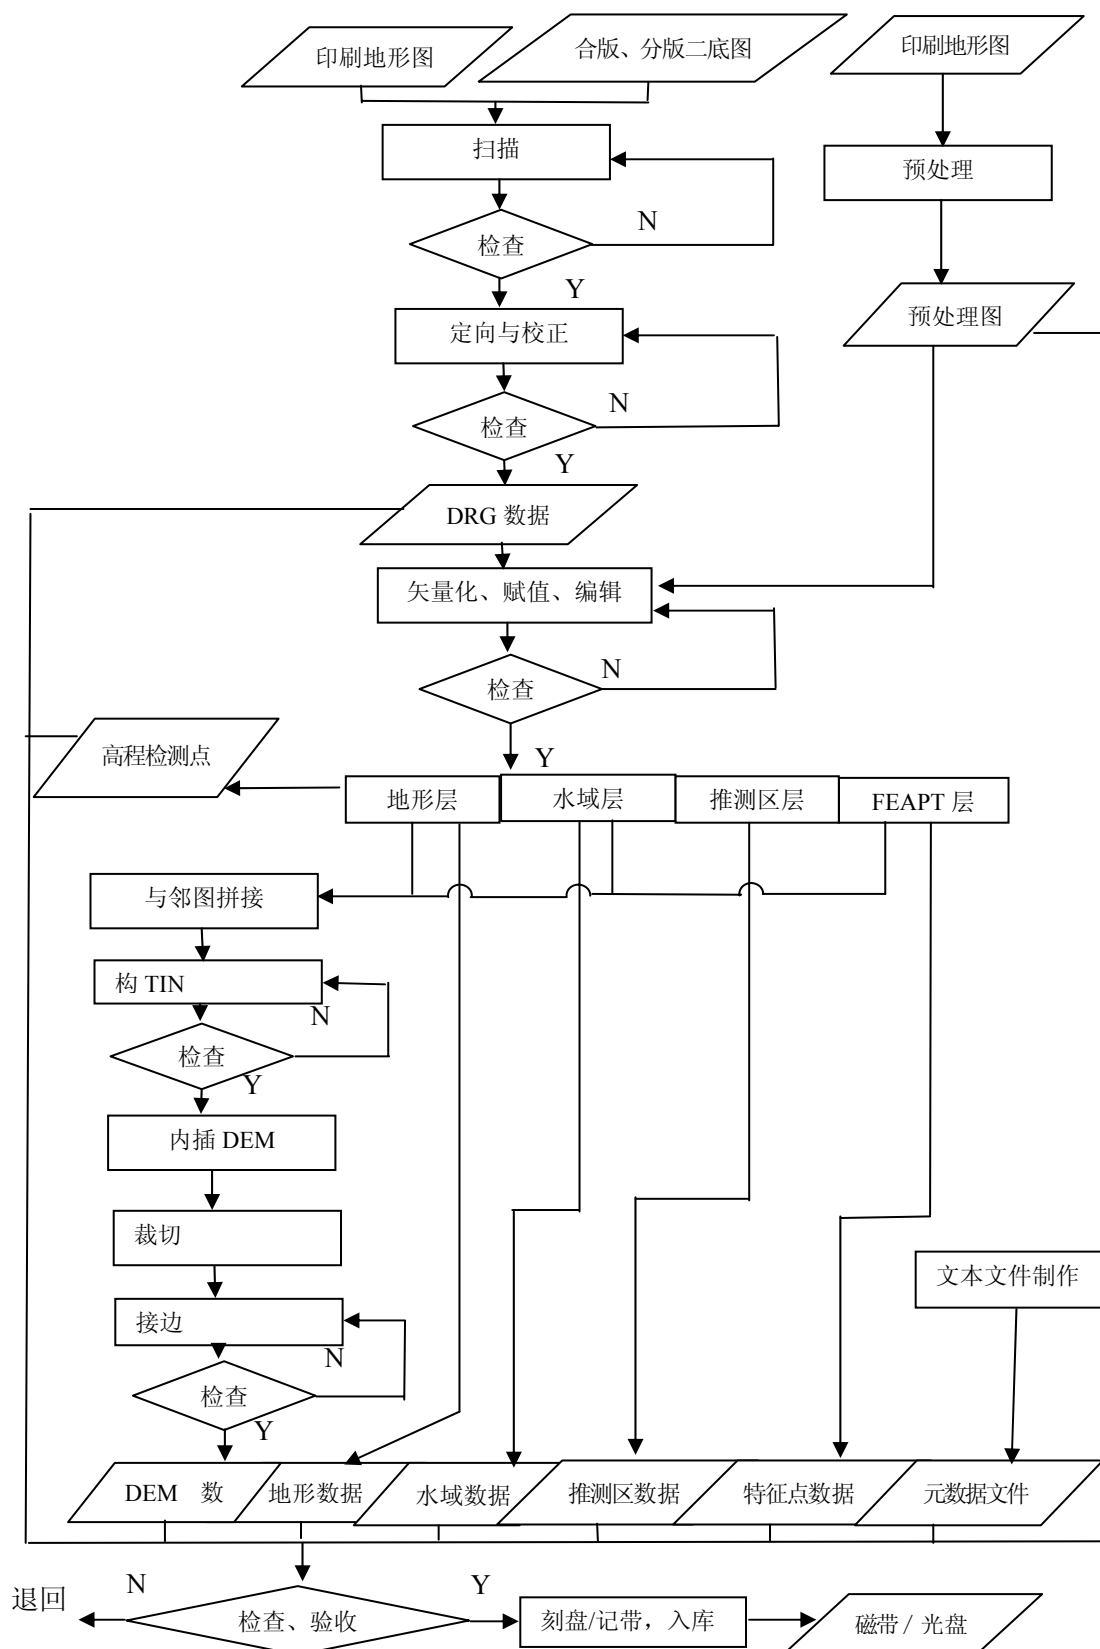 印刷地形图
合版、分版二底图
印刷地形图
扫描
预处理
N
检查
Y
预处理图
定向与校正
N
检查
Y
DRG 数据
矢量化、赋值、编辑
N
检查
Y
高程检测点
地形层
水域层
推测区层
FEAPT 层
与邻图拼接
构 TIN
N
检查
Y
内插 DEM
裁切
文本文件制作
接边
N
检查
Y
DEM 数
地形数据
水域数据
推测区数据
特征点数据
元数据文件
N
Y
退回
检查、验收
刻盘/记带，入库
磁带 / 光盘